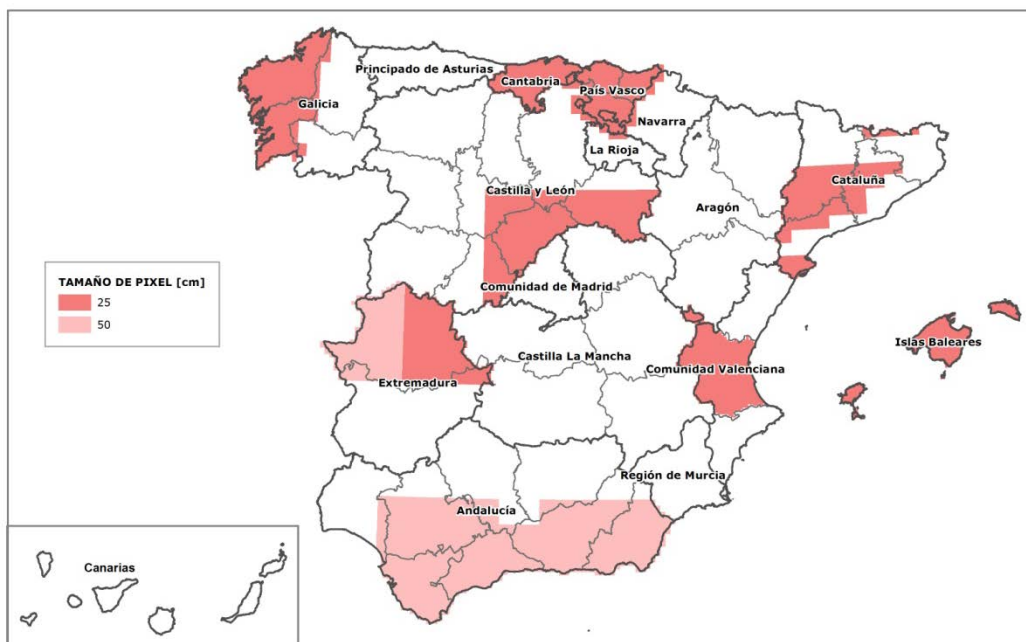 Principado de Asturias
Cantabria
País Vasco
Galicia
Navarra
La Rioja
Cataluña
Castilla y León
Aragón
TAMAÑO DE PIXEL [cm]
25
50
Comunidad de Madrid
Islas Baleares
Castilla La Mancha
Comunidad Valenciana
Extremadura
Región de Murcia
Andalucía
Canarias